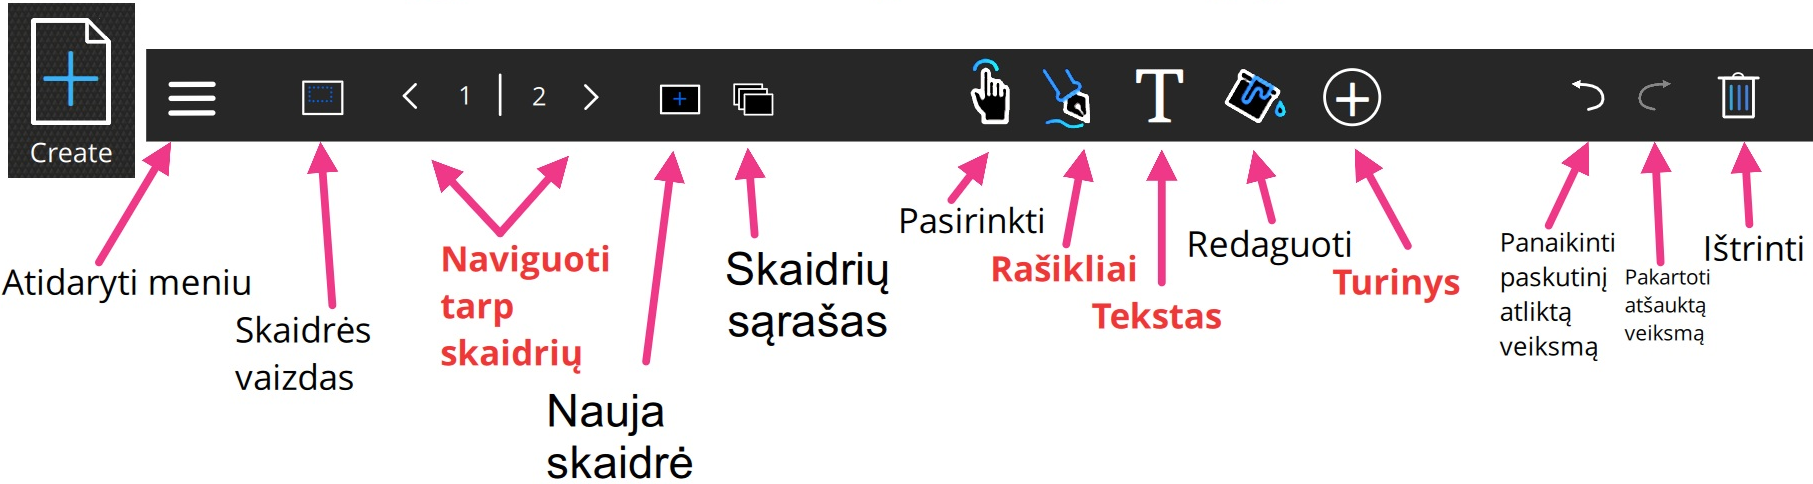 Create
1
2
T
Atidaryti meniu
Skaidrės
vaizdas
Naviguoti
tarp
skaidrių
Nauja
skaidrė
Skaidrių
sąrašas
Pasirinkti
Rašikliai
Tekstas
Redaguoti
Turinys
Panaikinti
paskutinį
atliktą
veiksmą
Pakartoti
atšauktą
veiksmą
Ištrinti